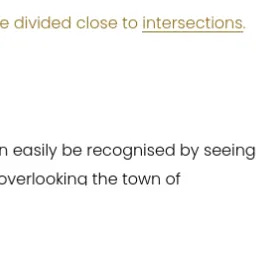 e divided close to intersections.
n easily be recognised by seeing
overlooking the town of